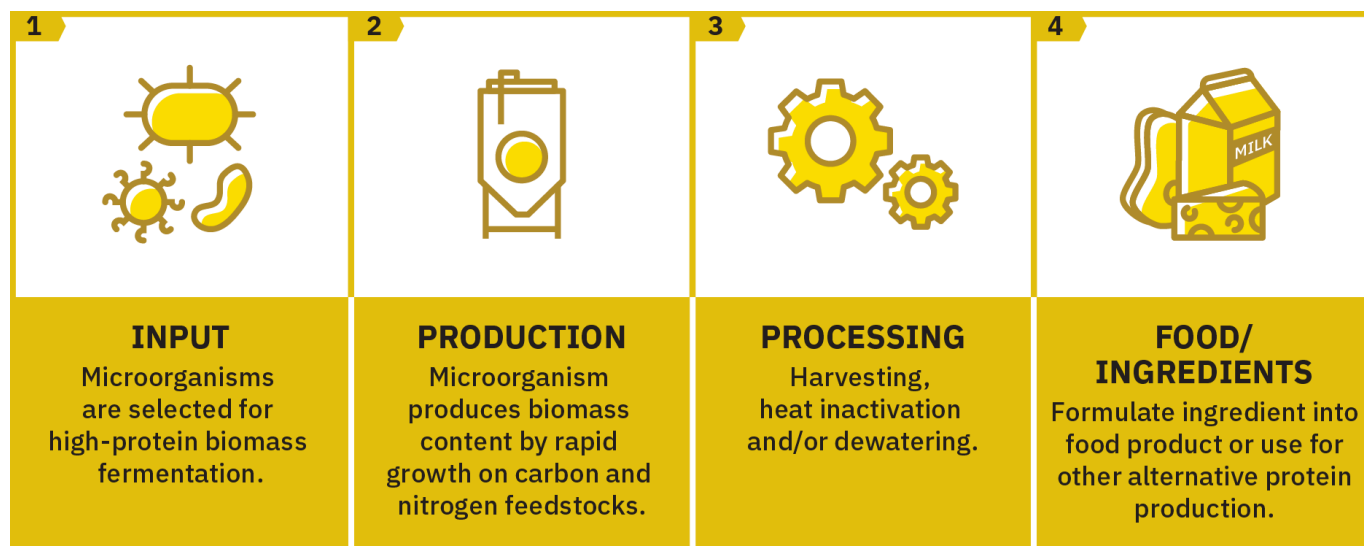 1
INPUT
Microorganisms
are selected for
high-protein biomass
fermentation.
2
PRODUCTION
Microorganism
produces biomass
content by rapid
growth on carbon and
nitrogen feedstocks.
3
PROCESSING
Harvesting,
heat inactivation
and/or dewatering.
4
MILK
FOOD/
INGREDIENTS
Formulate ingredient into
food product or use for
other alternative protein
production.